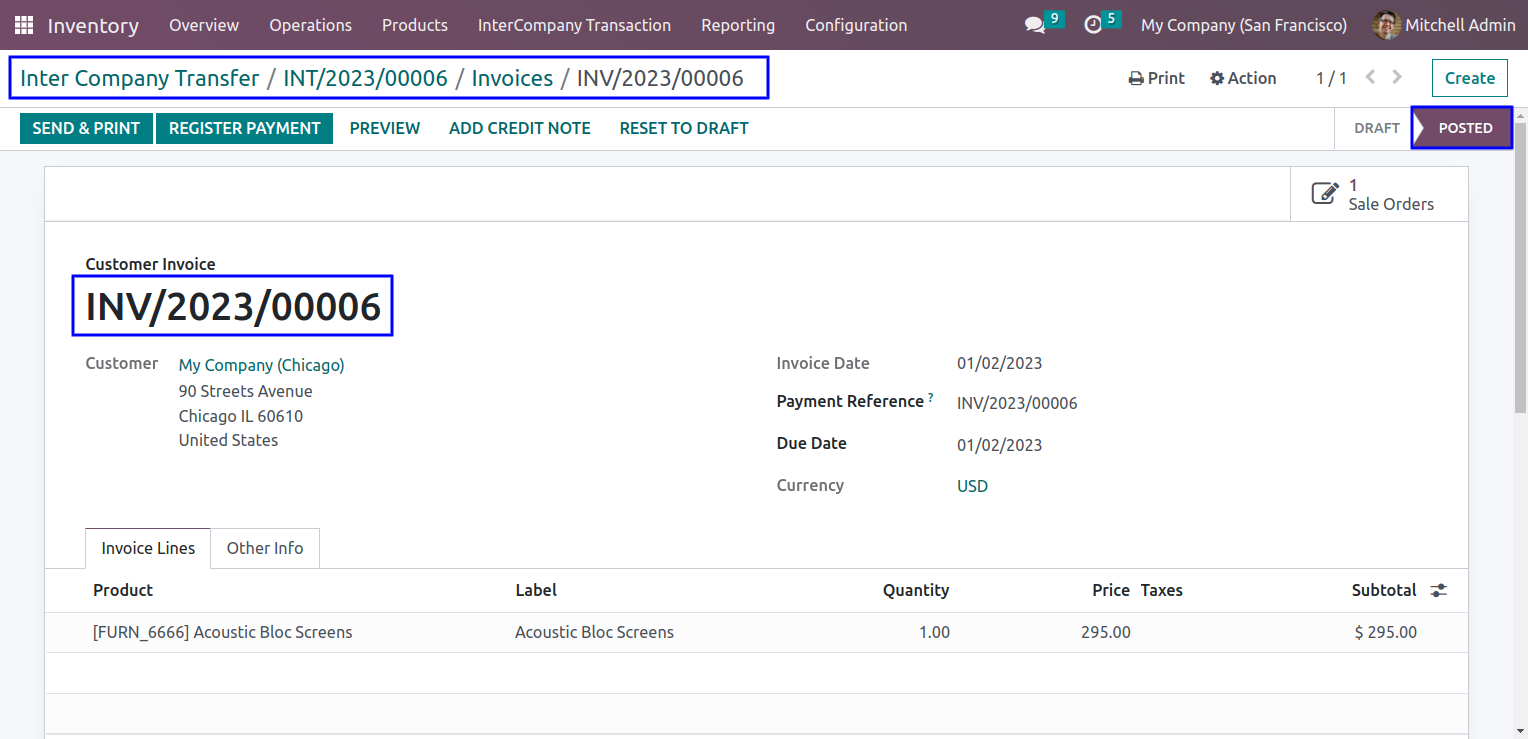 Inventory Overview Operations Products InterCompany Transaction Reporting Configuration 9 5 My Company (San Francisco) Mitchell Admin
Inter Company Transfer / INT/2023/00006 / Invoices / INV/2023/00006 Print Action 1 / 1 Create
SEND & PRINT REGISTER PAYMENT PREVIEW ADD CREDIT NOTE RESET TO DRAFT DRAFT POSTED
1
Sale Orders
Customer Invoice
INV/2023/00006
Customer My Company (Chicago)
90 Streets Avenue
Chicago IL 60610
United States
Invoice Date 01/02/2023
Payment Reference ? INV/2023/00006
Due Date 01/02/2023
Currency USD
Invoice Lines Other Info
Product Label Quantity Price Taxes Subtotal
[FURN_6666] Acoustic Bloc Screens Acoustic Bloc Screens 1.00 295.00 $ 295.00